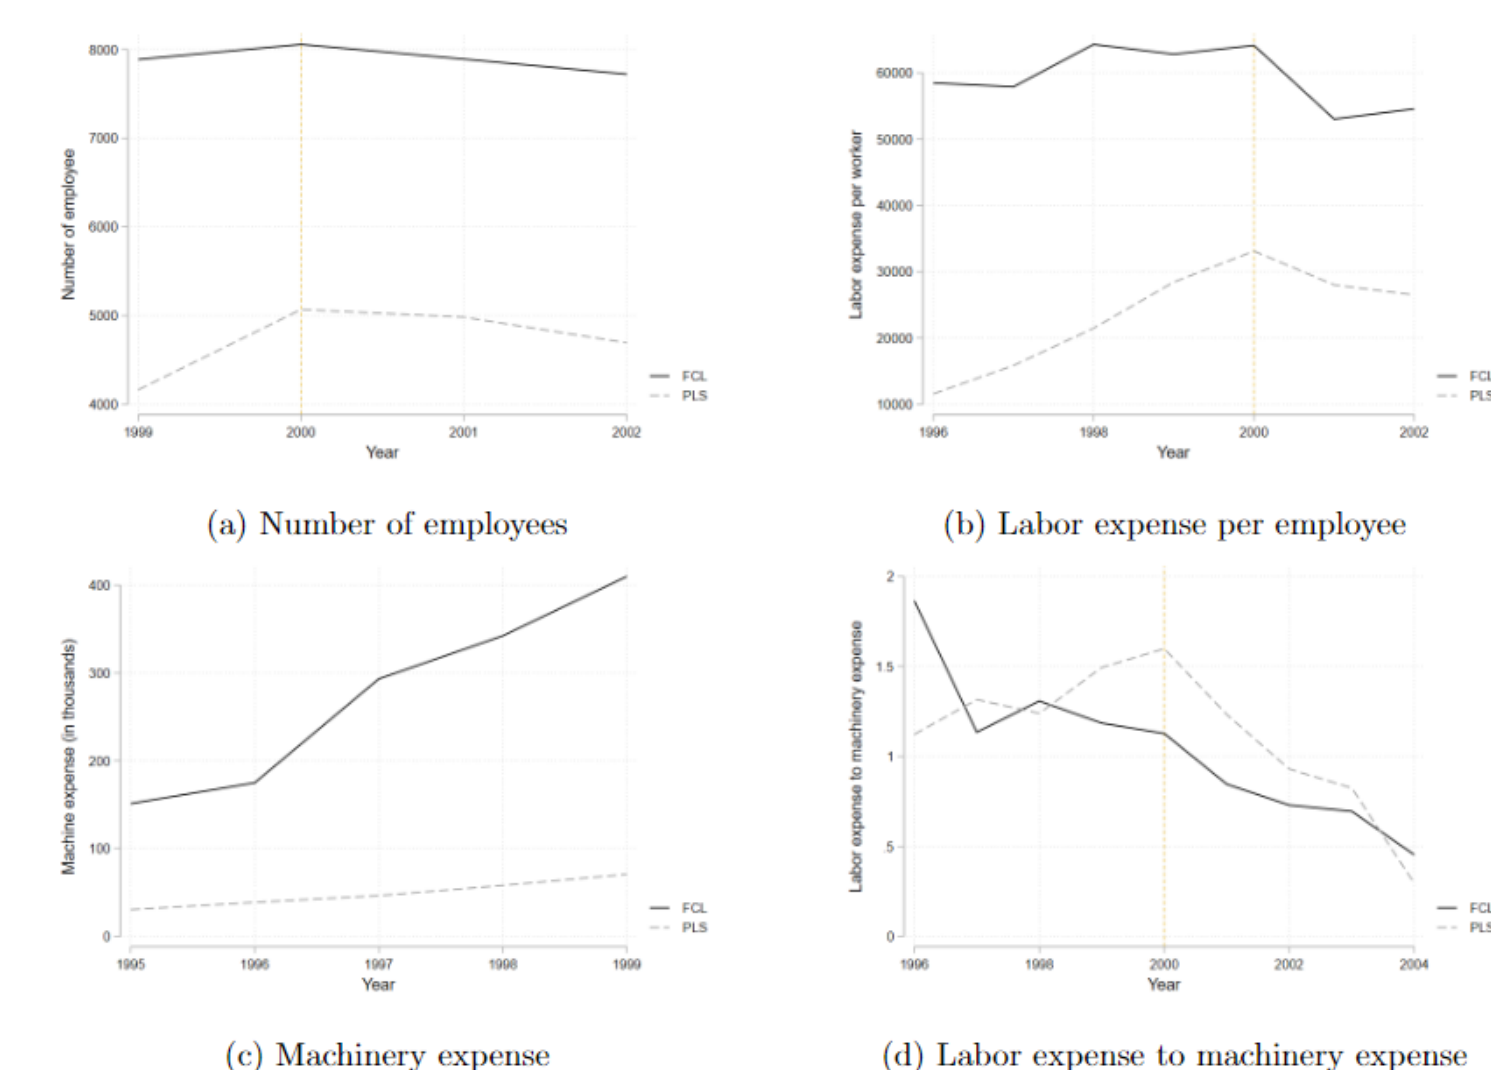 8000
7000
6000
5000
4000
Number of employee
1999 2000 2001 2002
Year
FCL
PLS
(a) Number of employees
60000
50000
40000
30000
20000
10000
Labor expense per worker
1996 1998 2000 2002
Year
FCL
PLS
(b) Labor expense per employee
400
300
200
100
0
Machine expense (in thousands)
1995 1996 1997 1998 1999
Year
FCL
PLS
(c) Machinery expense
2
1.5
1
.5
0
Labor expense to machinery expense
1996 1998 2000 2002 2004
Year
FCL
PLS
(d) Labor expense to machinery expense